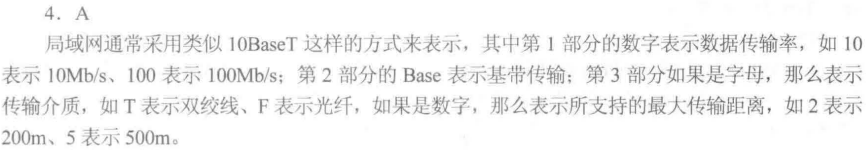 4．A
局域网通常采用类似 10BaseT 这样的方式来表示，其中第 1 部分的数字表示数据传输率，如 10
表示 10Mb/s、100 表示 100Mb/s；第 2 部分的 Base 表示基带传输；第 3 部分如果是字母，那么表示
传输介质，如 T 表示双绞线、F 表示光纤，如果是数字，那么表示所支持的最大传输距离，如 2 表示
200m、5 表示 500m。